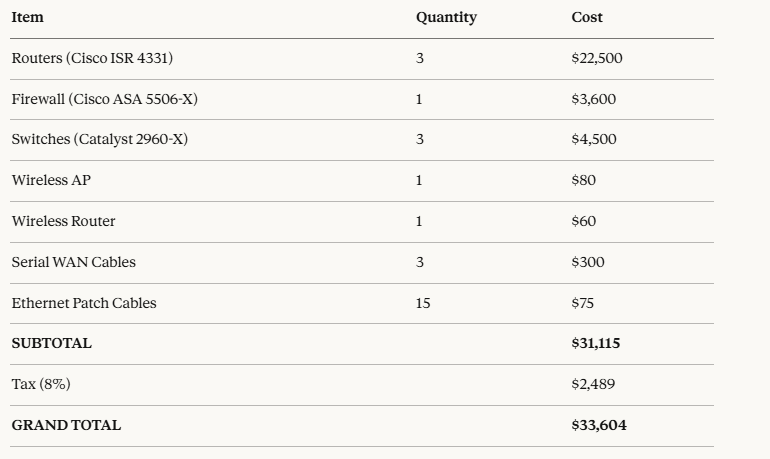 Item Quantity Cost
Routers (Cisco ISR 4331) 3 $22,500
Firewall (Cisco ASA 5506-X) 1 $3,600
Switches (Catalyst 2960-X) 3 $4,500
Wireless AP 1 $80
Wireless Router 1 $60
Serial WAN Cables 3 $300
Ethernet Patch Cables 15 $75
SUBTOTAL $31,115
Tax (8%) $2,489
GRAND TOTAL $33,604